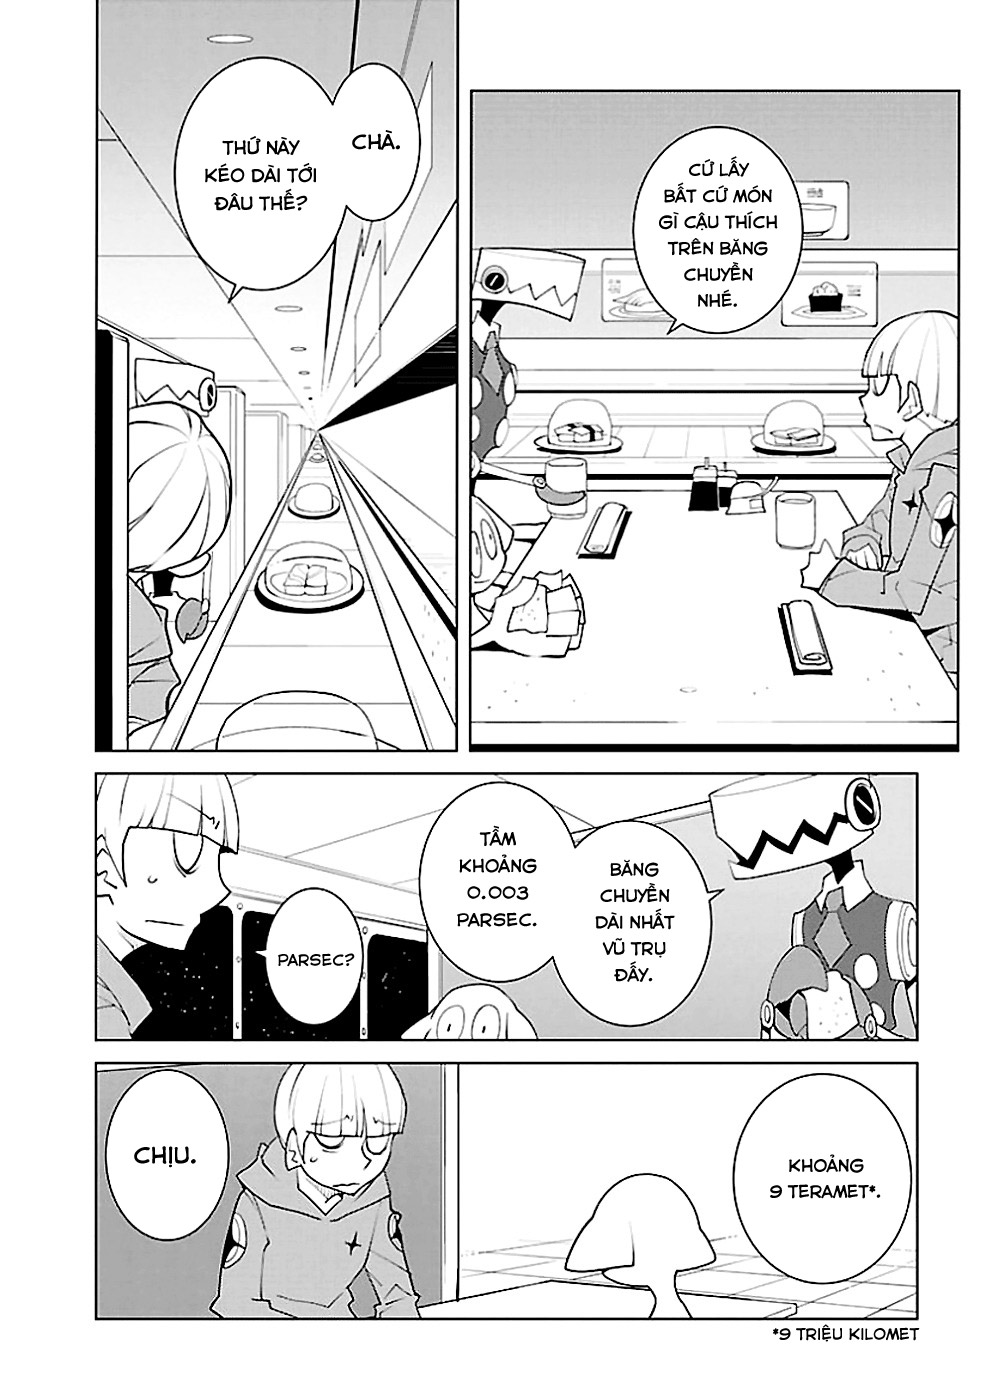 CỨ LẤY
BẤT CỨ MÓN
GÌ CẬU THÍCH
TRÊN BĂNG
CHUYỀN
NHÉ.
CHÀ.
THỨ NÀY
KÉO DÀI TỚI
ĐÂU THẾ?
BĂNG
CHUYỀN
DÀI NHẤT
VŨ TRỤ
ĐẤY.
TẦM
KHOẢNG
0.003
PARSEC.
PARSEC?
KHOẢNG
9 TERAMET*.
CHỊU.
*9 TRIỆU KILOMET